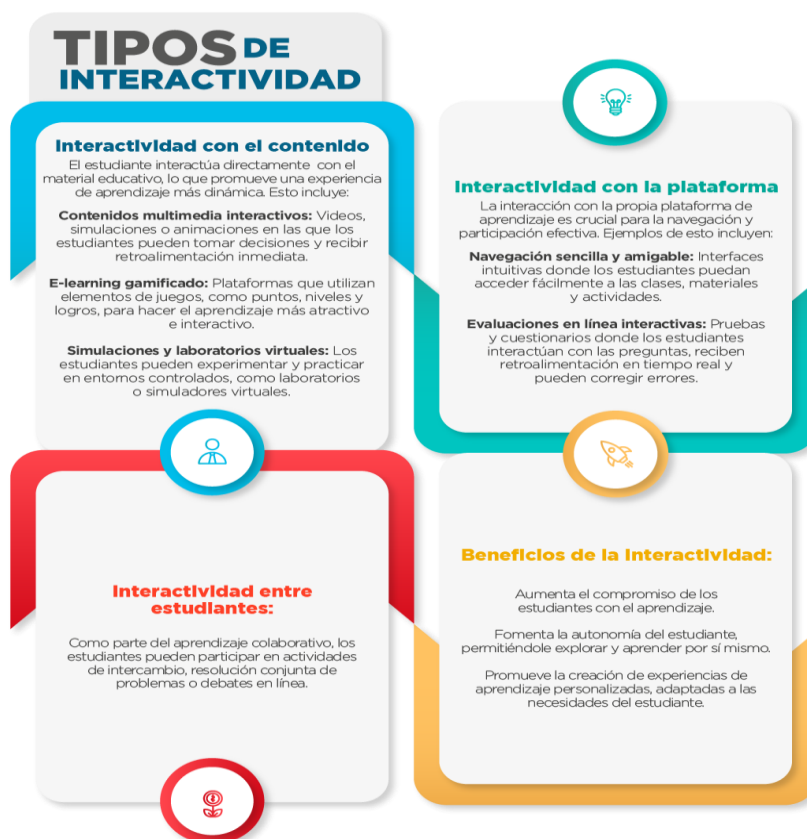 TIPOS DE
INTERACTIVIDAD
Interactividad con el contenido
El estudiante interactúa directamente con el
material educativo, lo que promueve una experiencia
de aprendizaje más dinámica. Esto incluye:
Contenidos multimedia interactivos: Videos,
simulaciones o animaciones en las que los
estudiantes pueden tomar decisiones y recibir
retroalimentación inmediata.
E-learning gamificado: Plataformas que utilizan
elementos de juegos, como puntos, niveles y
logros, para hacer el aprendizaje más atractivo
e interactivo.
Simulaciones y laboratorios virtuales: Los
estudiantes pueden experimentar y practicar
en entornos controlados, como laboratorios
o simuladores virtuales.
Interactividad con la plataforma
La interacción con la propia plataforma de
aprendizaje es crucial para la navegación y
participación efectiva. Ejemplos de esto incluyen:
Navegación sencilla y amigable: Interfaces
intuitivas donde los estudiantes puedan
acceder fácilmente a las clases, materiales
y actividades.
Evaluaciones en línea interactivas: Pruebas
y cuestionarios donde los estudiantes
interactúan con las preguntas, reciben
retroalimentación en tiempo real y
pueden corregir errores.
Interactividad entre
estudiantes:
Como parte del aprendizaje colaborativo, los
estudiantes pueden participar en actividades
de intercambio, resolución conjunta de
problemas o debates en línea.
Beneficios de la Interactividad:
Aumenta el compromiso de los
estudiantes con el aprendizaje.
Fomenta la autonomía del estudiante,
permitiéndole explorar y aprender por sí mismo.
Promueve la creación de experiencias de
aprendizaje personalizadas, adaptadas a las
necesidades del estudiante.